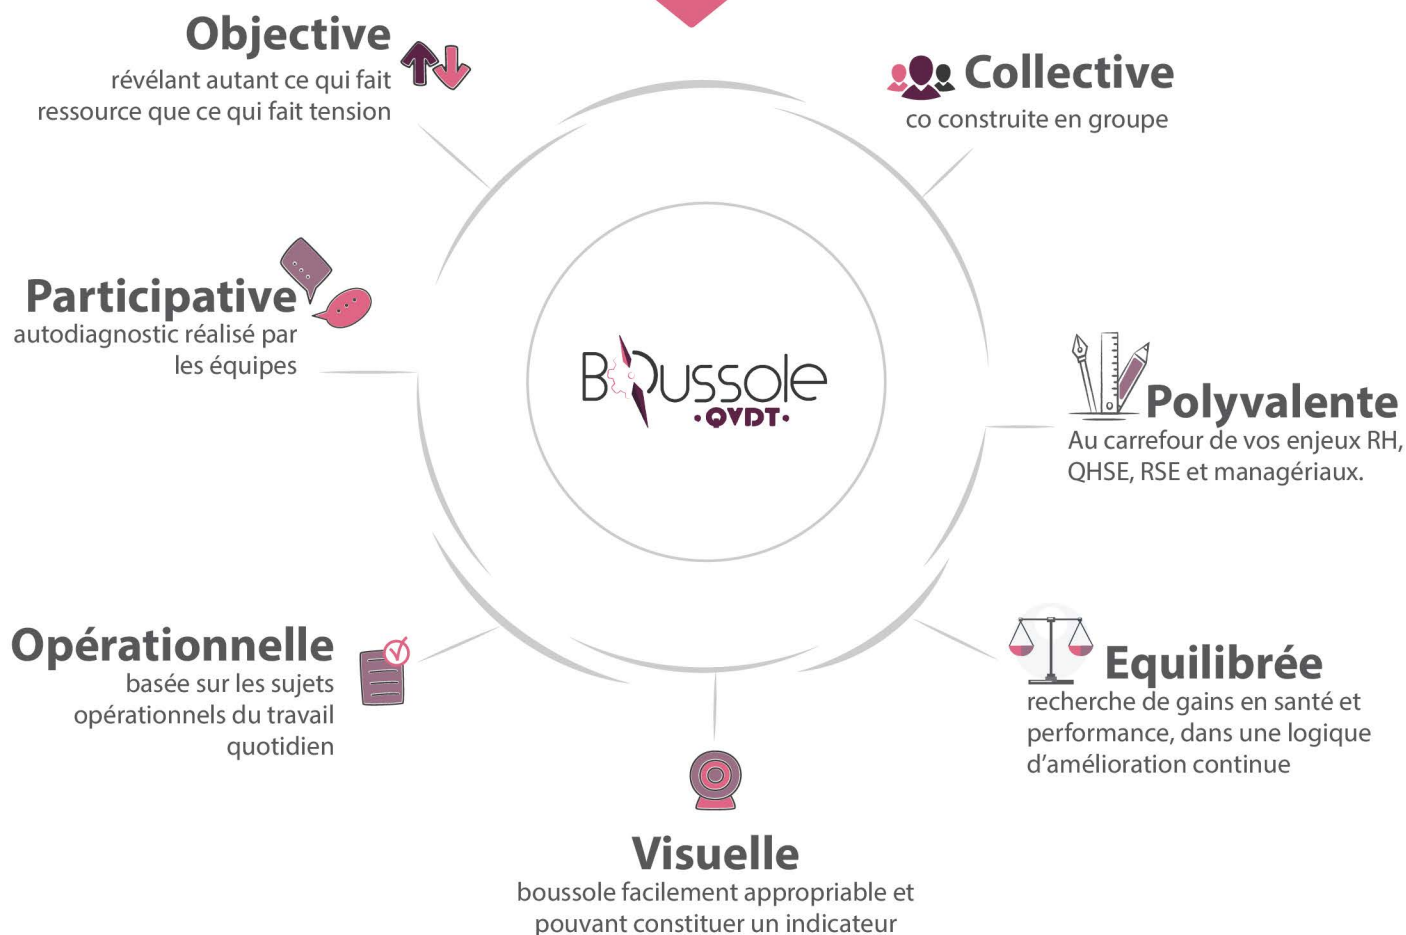 Objective
révélant autant ce qui fait
ressource que ce qui fait tension
Collective
co construite en groupe
Participative
autodiagnostic réalisé par
les équipes
Boussole
•QVDT•
Polyvalente
Au carrefour de vos enjeux RH,
QHSE, RSE et managériaux.
Opérationnelle
basée sur les sujets
opérationnels du travail
quotidien
Equilibrée
recherche de gains en santé et
performance, dans une logique
d’amélioration continue
Visuelle
boussole facilement appropriable et
pouvant constituer un indicateur